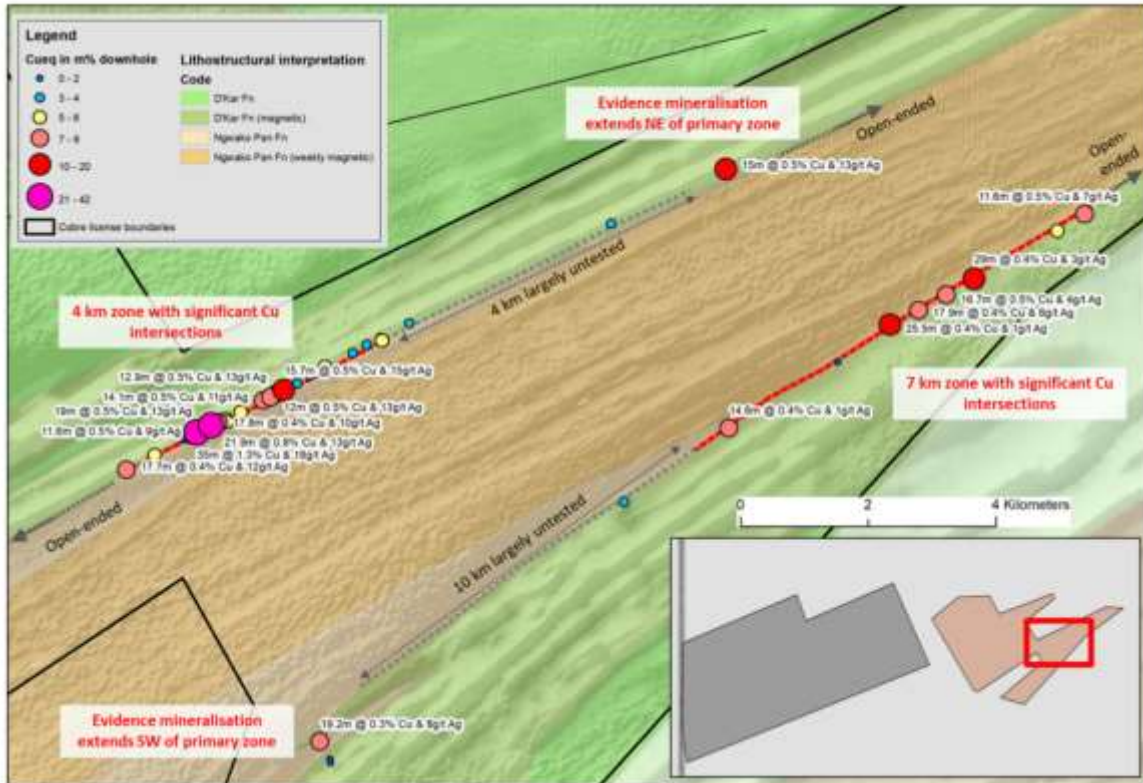 Legend
Cueq in m% downhole
0 - 2
3 - 4
5 - 6
7 - 9
10 - 20
21 - 42
Cobre license boundaries
Lithostructural interpretation
Code
D'Kar Fn
D'Kar Fn (magnetic)
Ngwako Pan Fn
Ngwako Pan Fn (weakly magnetic)
Evidence mineralisation
extends NE of primary zone
Open-ended
Open-
ended
15m @ 0.5% Cu & 13g/t Ag
11.6m @ 0.5% Cu & 7g/t Ag
4 km largely untested
29m @ 0.4% Cu & 3g/t Ag
4 km zone with significant Cu
intersections
16.7m @ 0.5% Cu & 4g/t Ag
17.9m @ 0.4% Cu & 6g/t Ag
25.5m @ 0.4% Cu & 1g/t Ag
12.9m @ 0.5% Cu & 13g/t Ag
15.7m @ 0.5% Cu & 15g/t Ag
14.1m @ 0.5% Cu & 11g/t Ag
12m @ 0.5% Cu & 13g/t Ag
19m @ 0.5% Cu & 13g/t Ag
17.8m @ 0.4% Cu & 10g/t Ag
11.6m @ 0.5% Cu & 9g/t Ag
21.9m @ 0.8% Cu & 13g/t Ag
35m @ 1.3% Cu & 18g/t Ag
17.7m @ 0.4% Cu & 12g/t Ag
7 km zone with significant Cu
intersections
14.6m @ 0.4% Cu & 1g/t Ag
Open-ended
10 km largely untested
0 2 4 Kilometers
Evidence mineralisation
extends SW of primary zone
19.2m @ 0.3% Cu & 8g/t Ag